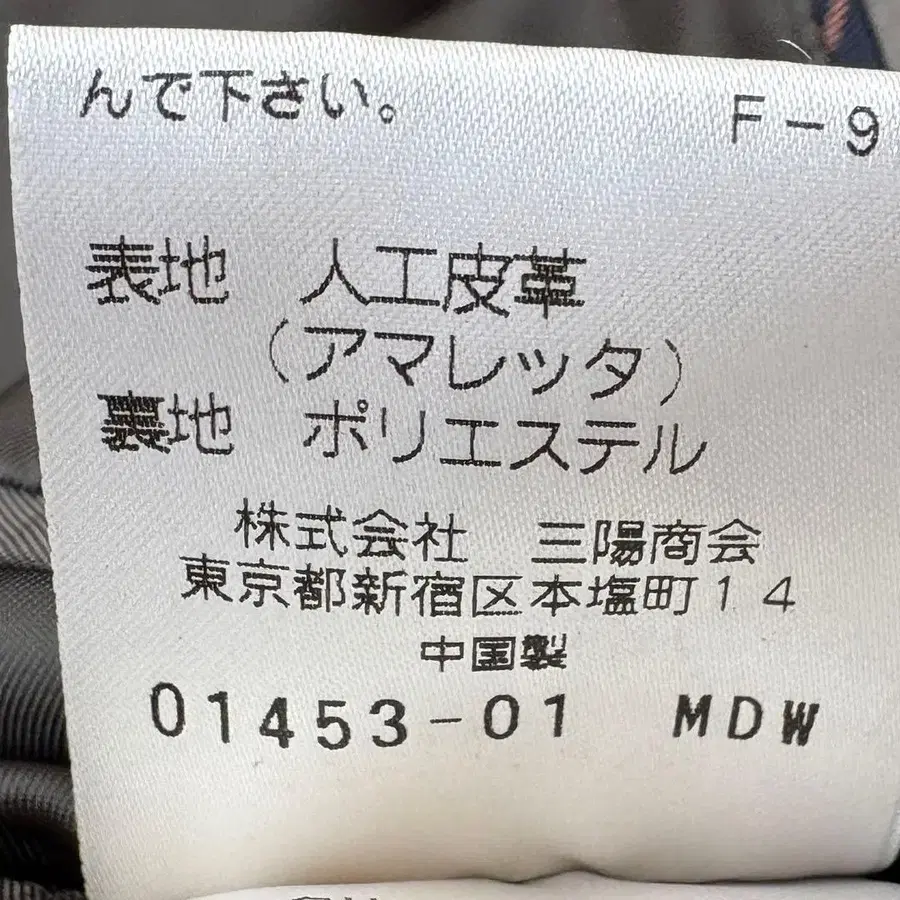 んで下さい。 F-9
表地 人工皮革
(アマレッタ)
裏地 ポリエステル
株式会社 三陽商会
東京都新宿区本塩町14
中国製
01453-01 MDW